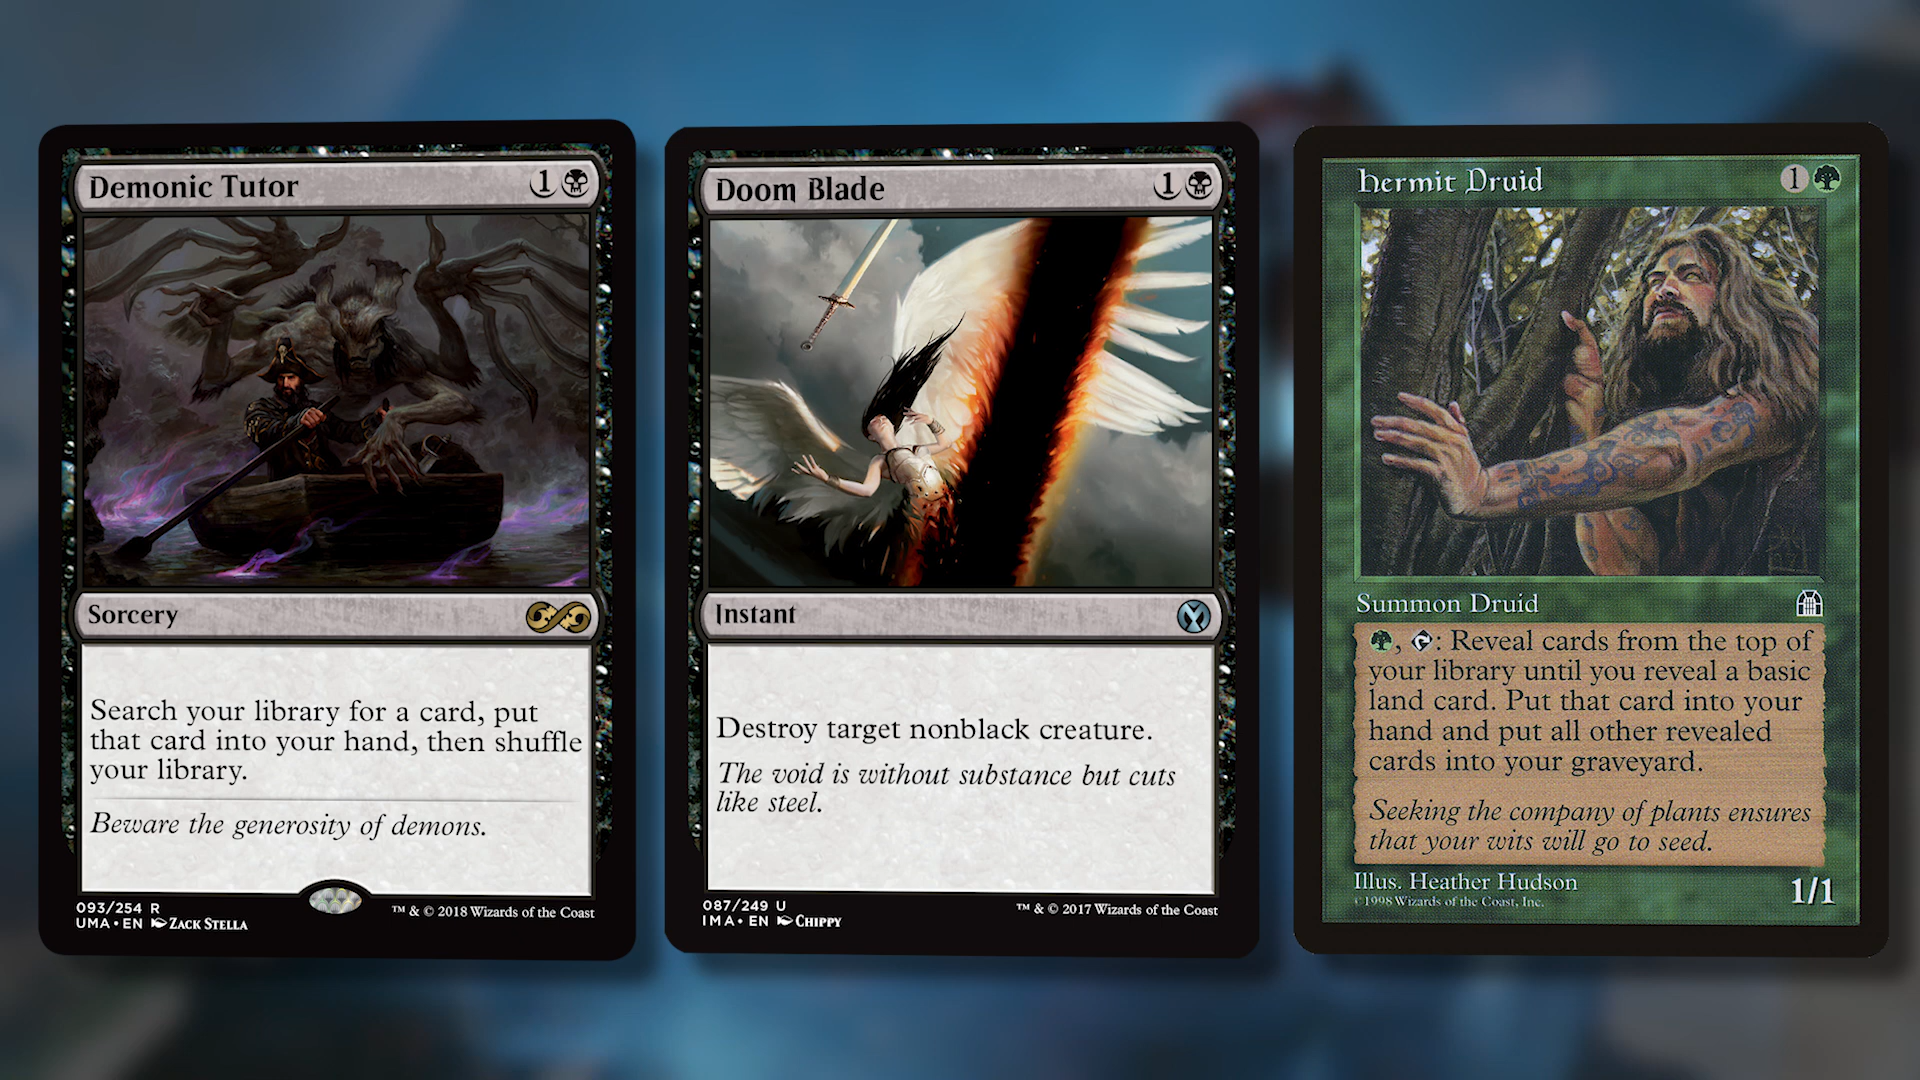 Demonic Tutor 1
Sorcery
Search your library for a card, put
that card into your hand, then shuffle
your library.
Beware the generosity of demons.
093/254 R
UMA • EN Zack Stella
™ & © 2018 Wizards of the Coast
Doom Blade 1
Instant
Destroy target nonblack creature.
The void is without substance but cuts
like steel.
087/249 U
IMA • EN Chippy
™ & © 2017 Wizards of the Coast
Hermit Druid 1
Summon Druid
, : Reveal cards from the top of
your library until you reveal a basic
land card. Put that card into your
hand and put all other revealed
cards into your graveyard.
Seeking the company of plants ensures
that your wits will go to seed.
Illus. Heather Hudson
©1998 Wizards of the Coast, Inc.
1/1